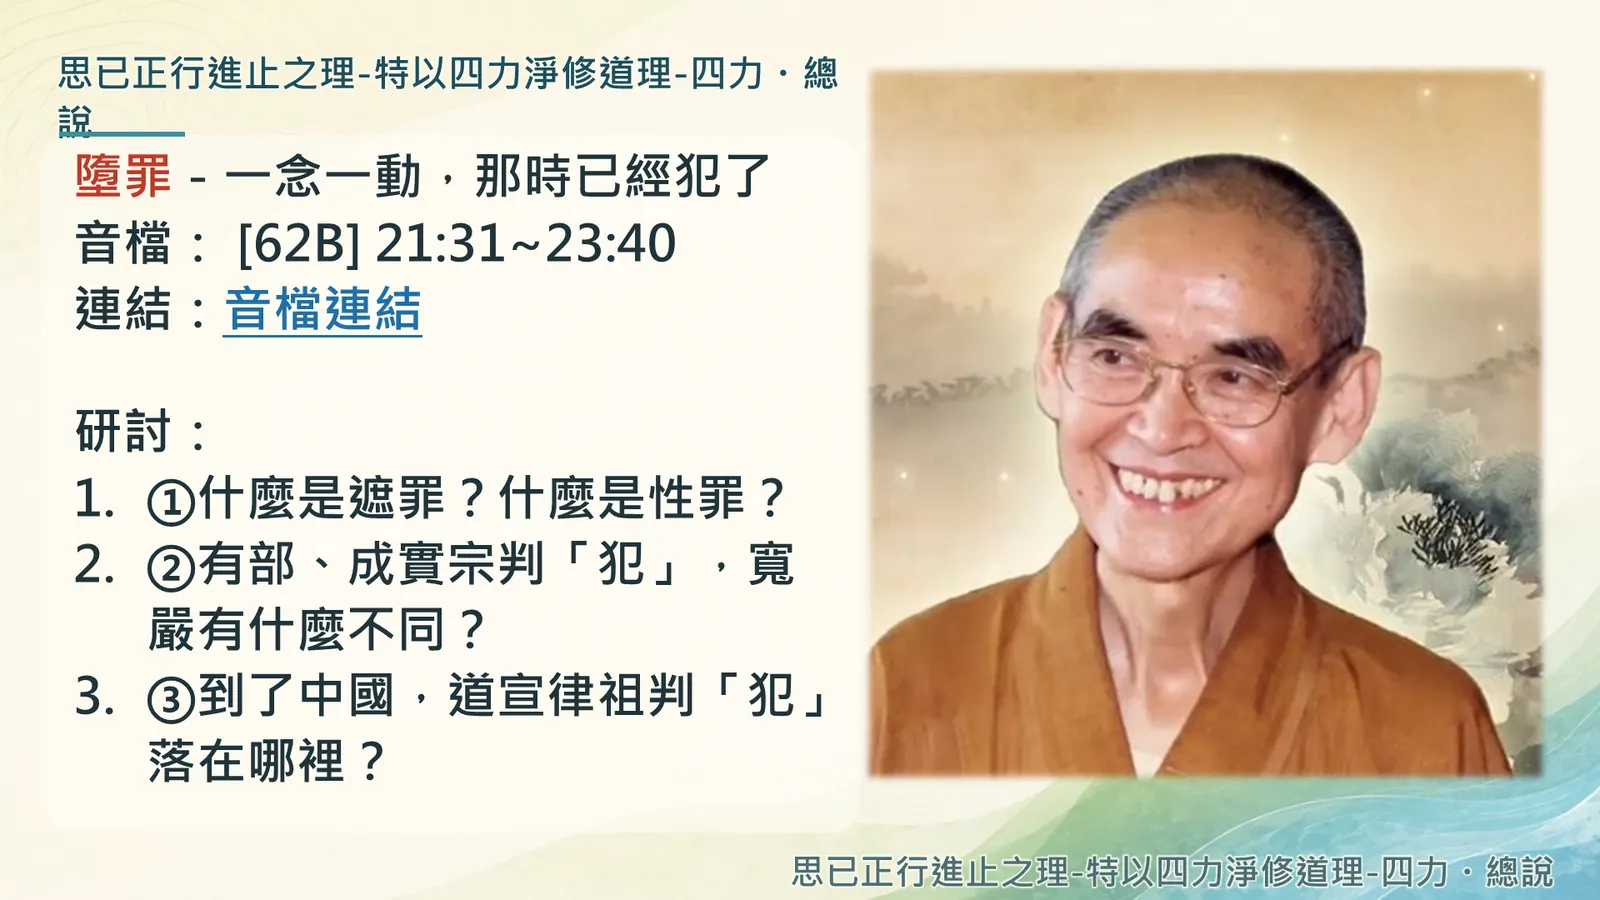 思已正行進止之理-特以四力淨修道理-四力．總
說
墮罪 - 一念一動，那時已經犯了
音檔： [62B] 21:31~23:40
連結：音檔連結
研討：
1. ①什麼是遮罪？什麼是性罪？
2. ②有部、成實宗判「犯」，寬
嚴有什麼不同？
3. ③到了中國，道宣律祖判「犯」
落在哪裡？
思已正行進止之理-特以四力淨修道理-四力．總說